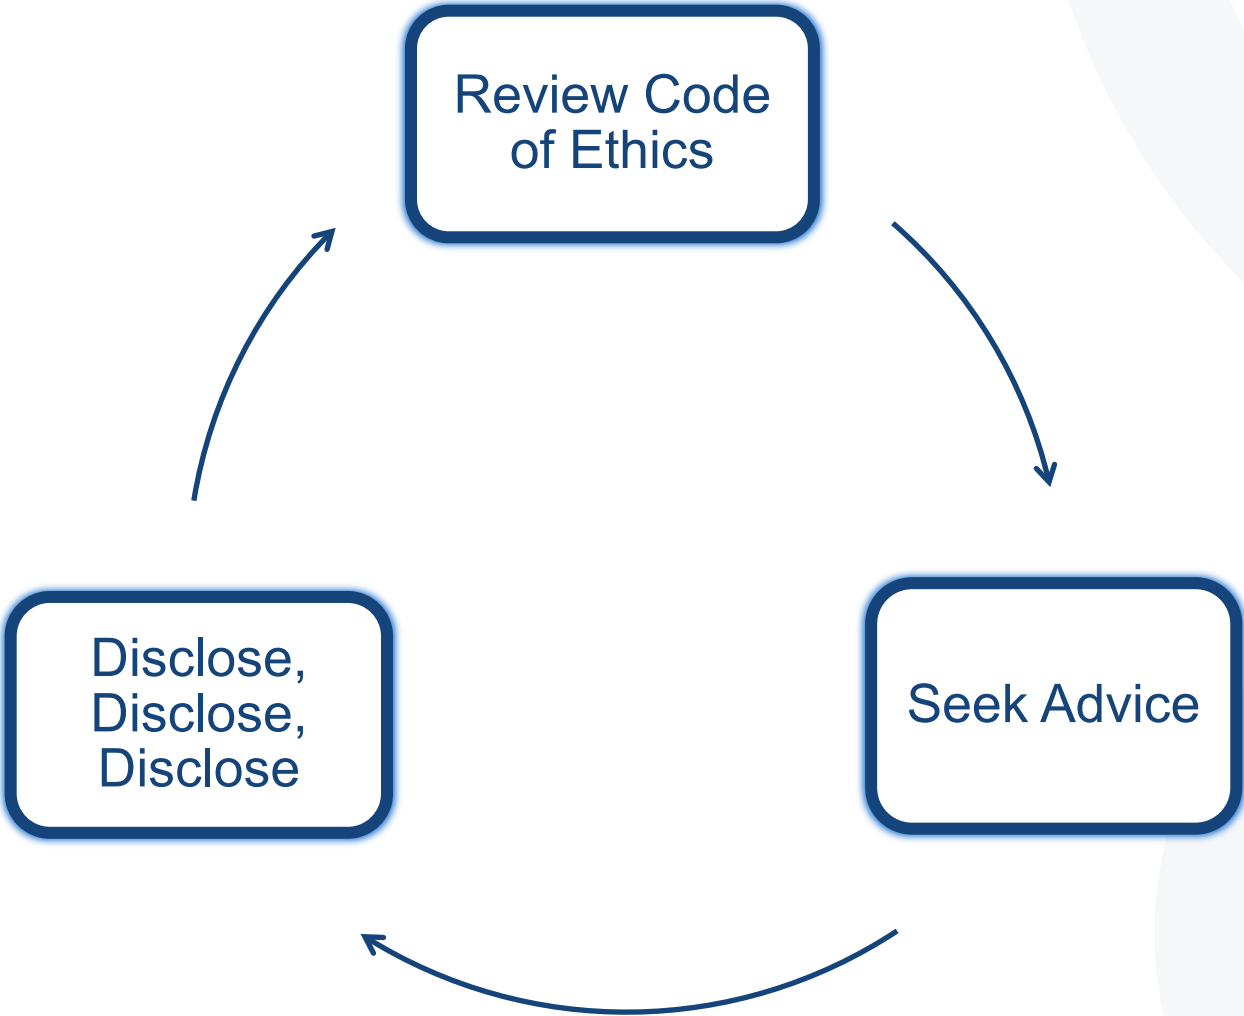 Review Code
of Ethics
Seek Advice
Disclose,
Disclose,
Disclose